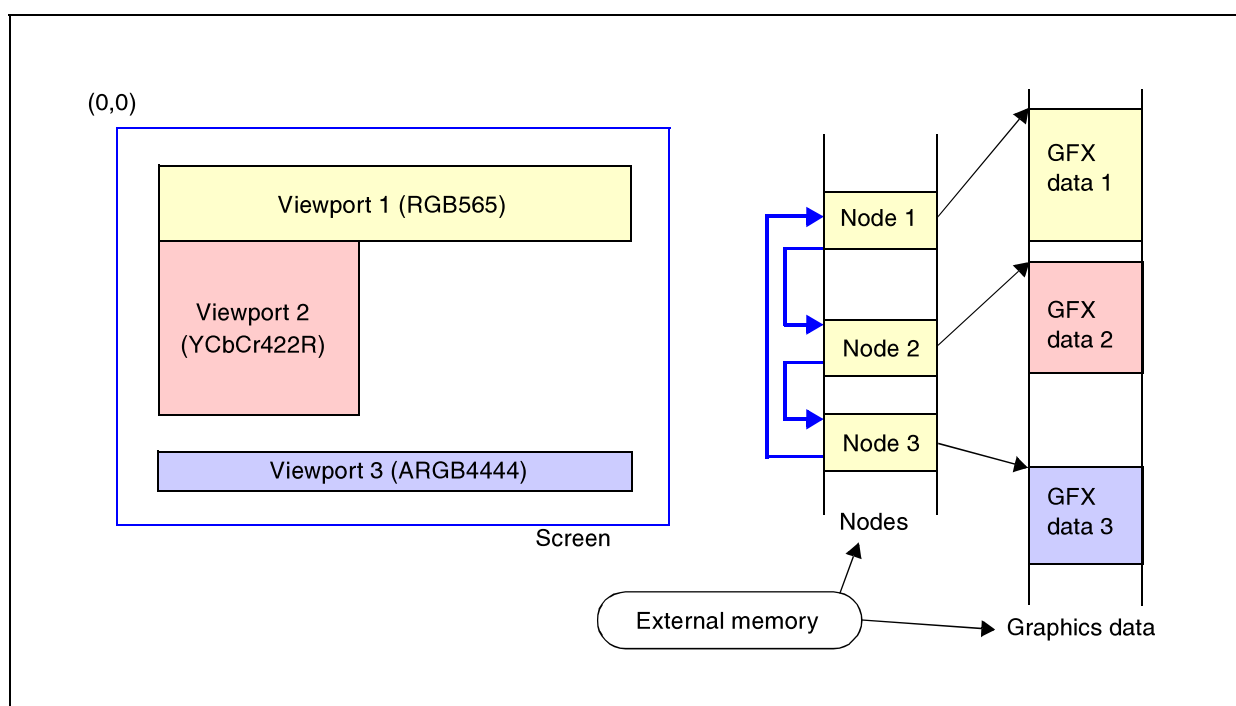 (0,0)
Viewport 1 (RGB565)
Viewport 2
(YCbCr422R)
Viewport 3 (ARGB4444)
Screen
Node 1
Node 2
Node 3
Nodes
GFX
data 1
GFX
data 2
GFX
data 3
External memory
Graphics data